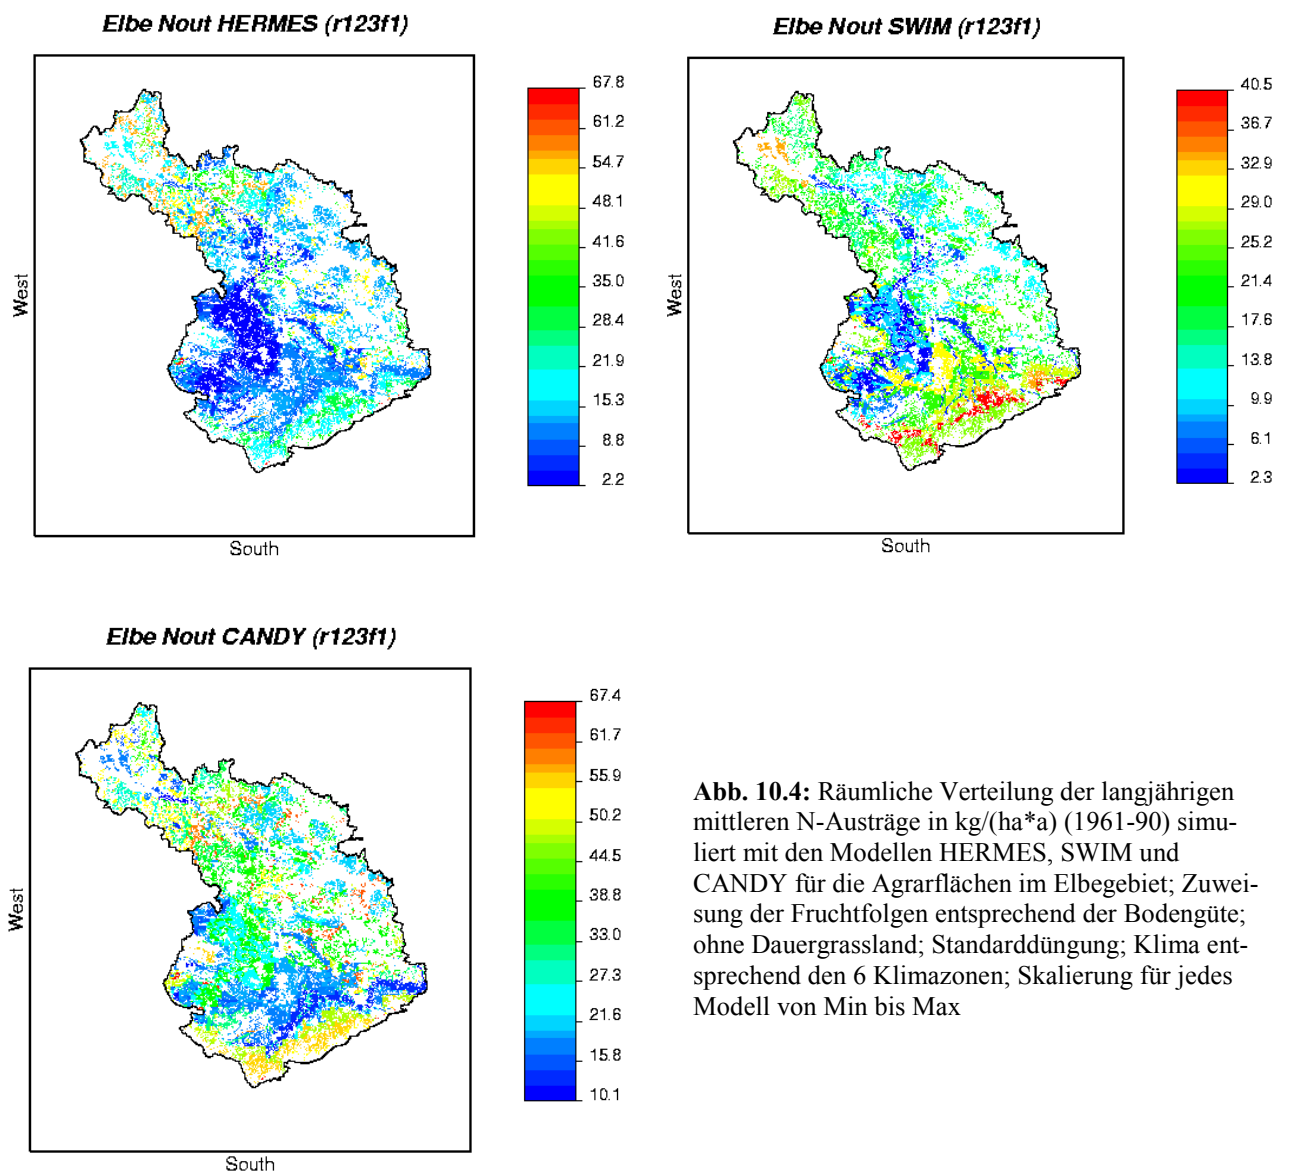 Elbe Nout HERMES (r123f1)
67.8
61.2
54.7
48.1
41.6
35.0
28.4
21.9
15.3
8.8
2.2
West
South
Elbe Nout SWIM (r123f1)
40.5
36.7
32.9
29.0
25.2
21.4
17.6
13.8
9.9
6.1
2.3
West
South
Elbe Nout CANDY (r123f1)
67.4
61.7
55.9
50.2
44.5
38.8
33.0
27.3
21.6
15.8
10.1
West
South
Abb. 10.4: Räumliche Verteilung der langjährigen
mittleren N-Austräge in kg/(ha*a) (1961-90) simu-
liert mit den Modellen HERMES, SWIM und
CANDY für die Agrarflächen im Elbegebiet; Zuwei-
sung der Fruchtfolgen entsprechend der Bodengüte;
ohne Dauergrassland; Standarddüngung; Klima ent-
sprechend den 6 Klimazonen; Skalierung für jedes
Modell von Min bis Max